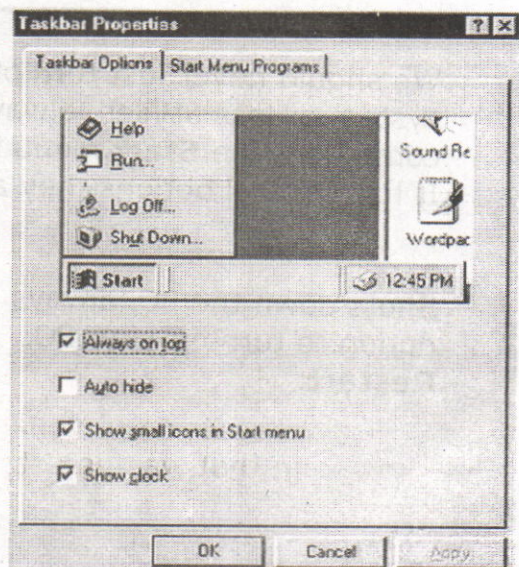 Taskbar Properties
Taskbar Options Start Menu Programs
Help
Run...
Log Off...
Shut Down...
Sound Re
Wordpad
Start 12:45 PM
Always on top
Auto hide
Show small icons in Start menu
Show clock
OK Cancel Apply